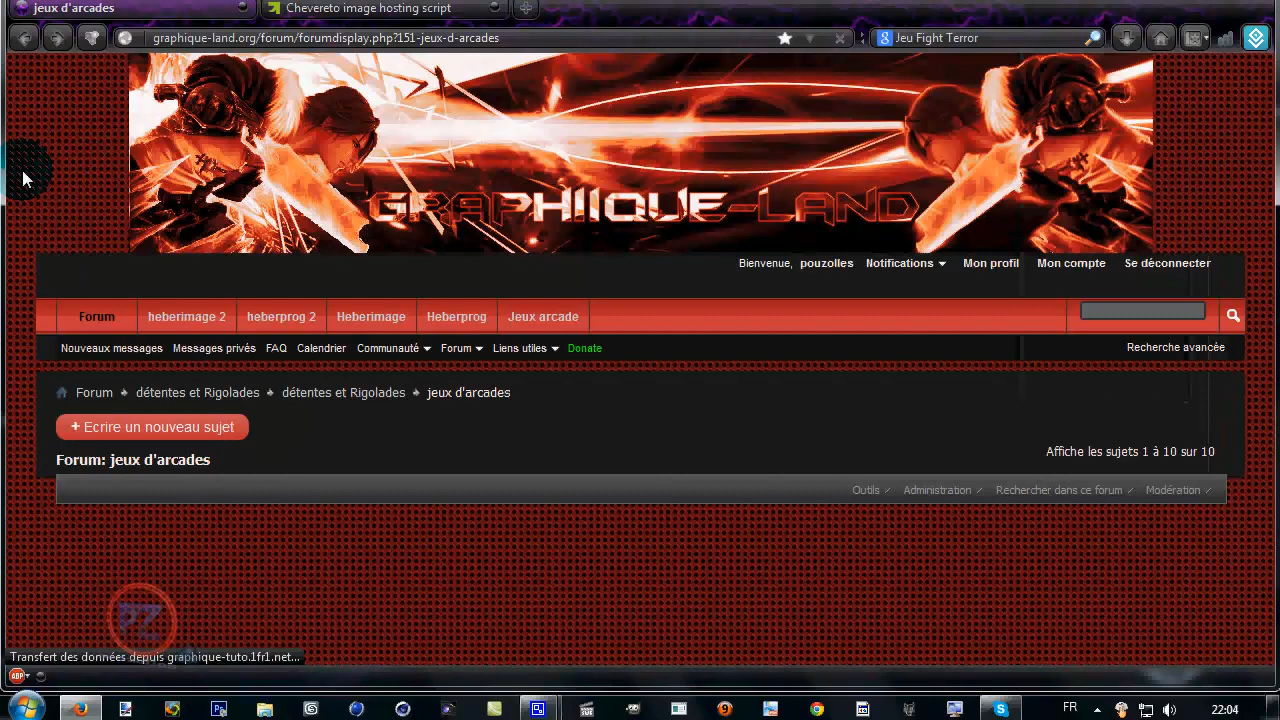 jeux d'arcades
Chevereto image hosting script
graphique-land.org/forum/forumdisplay.php?151-jeux-d-arcades
Jeu Fight Terror
GRAPHIIQUE-LAND
Bienvenue, pouzolles Notifications Mon profil Mon compte Se déconnecter
Forum heberimage 2 heberprog 2 Heberimage Heberprog Jeux arcade
Nouveaux messages Messages privés FAQ Calendrier Communauté Forum Liens utiles Donate
Recherche avancée
Forum détentes et Rigolades détentes et Rigolades jeux d'arcades
+ Ecrire un nouveau sujet
Affiche les sujets 1 à 10 sur 10
Forum: jeux d'arcades
Outils Administration Rechercher dans ce forum Modération
PZ
Transfert des données depuis graphique-tuto.1fr1.net...
ABP
FR
22:04